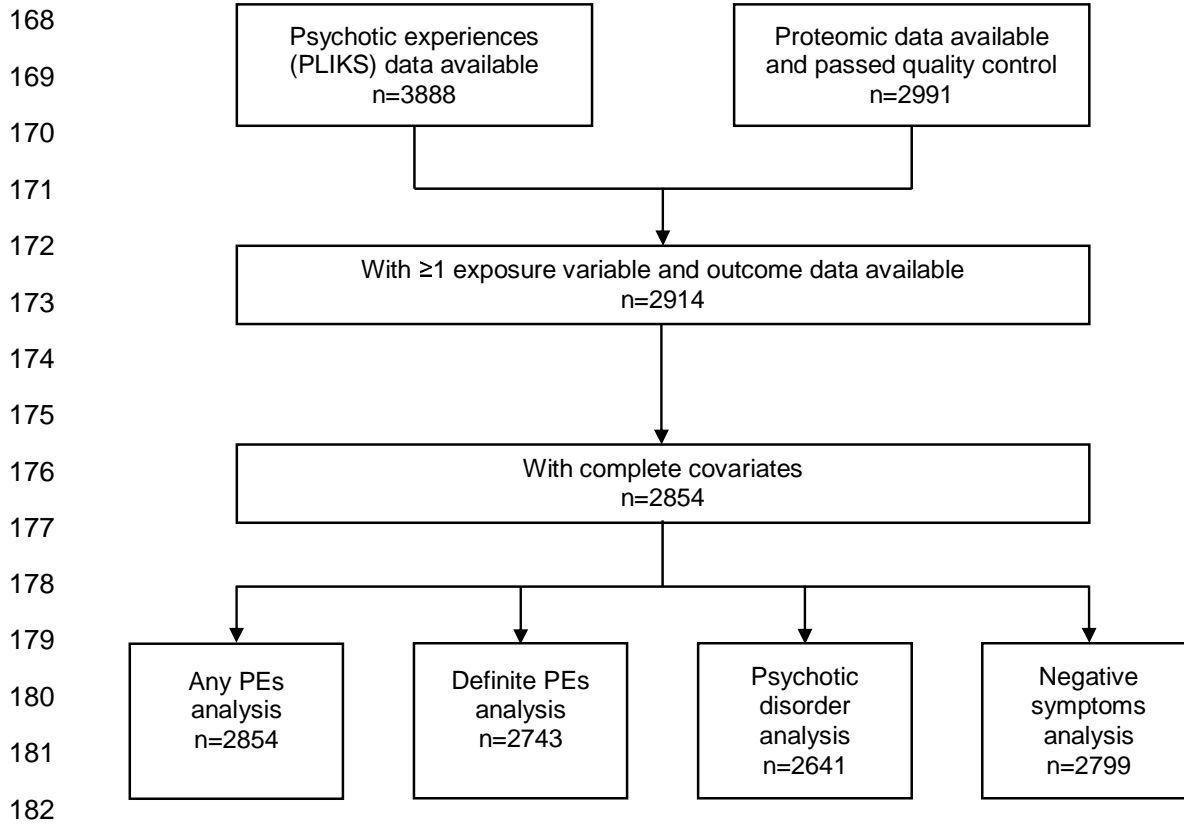 168
169
170
171
172
173
174
175
176
177
178
179
180
181
182
Psychotic experiences
(PLIKS) data available
n=3888
Proteomic data available
and passed quality control
n=2991
With ≥1 exposure variable and outcome data available
n=2914
With complete covariates
n=2854
Any PEs
analysis
n=2854
Definite PEs
analysis
n=2743
Psychotic
disorder
analysis
n=2641
Negative
symptoms
analysis
n=2799